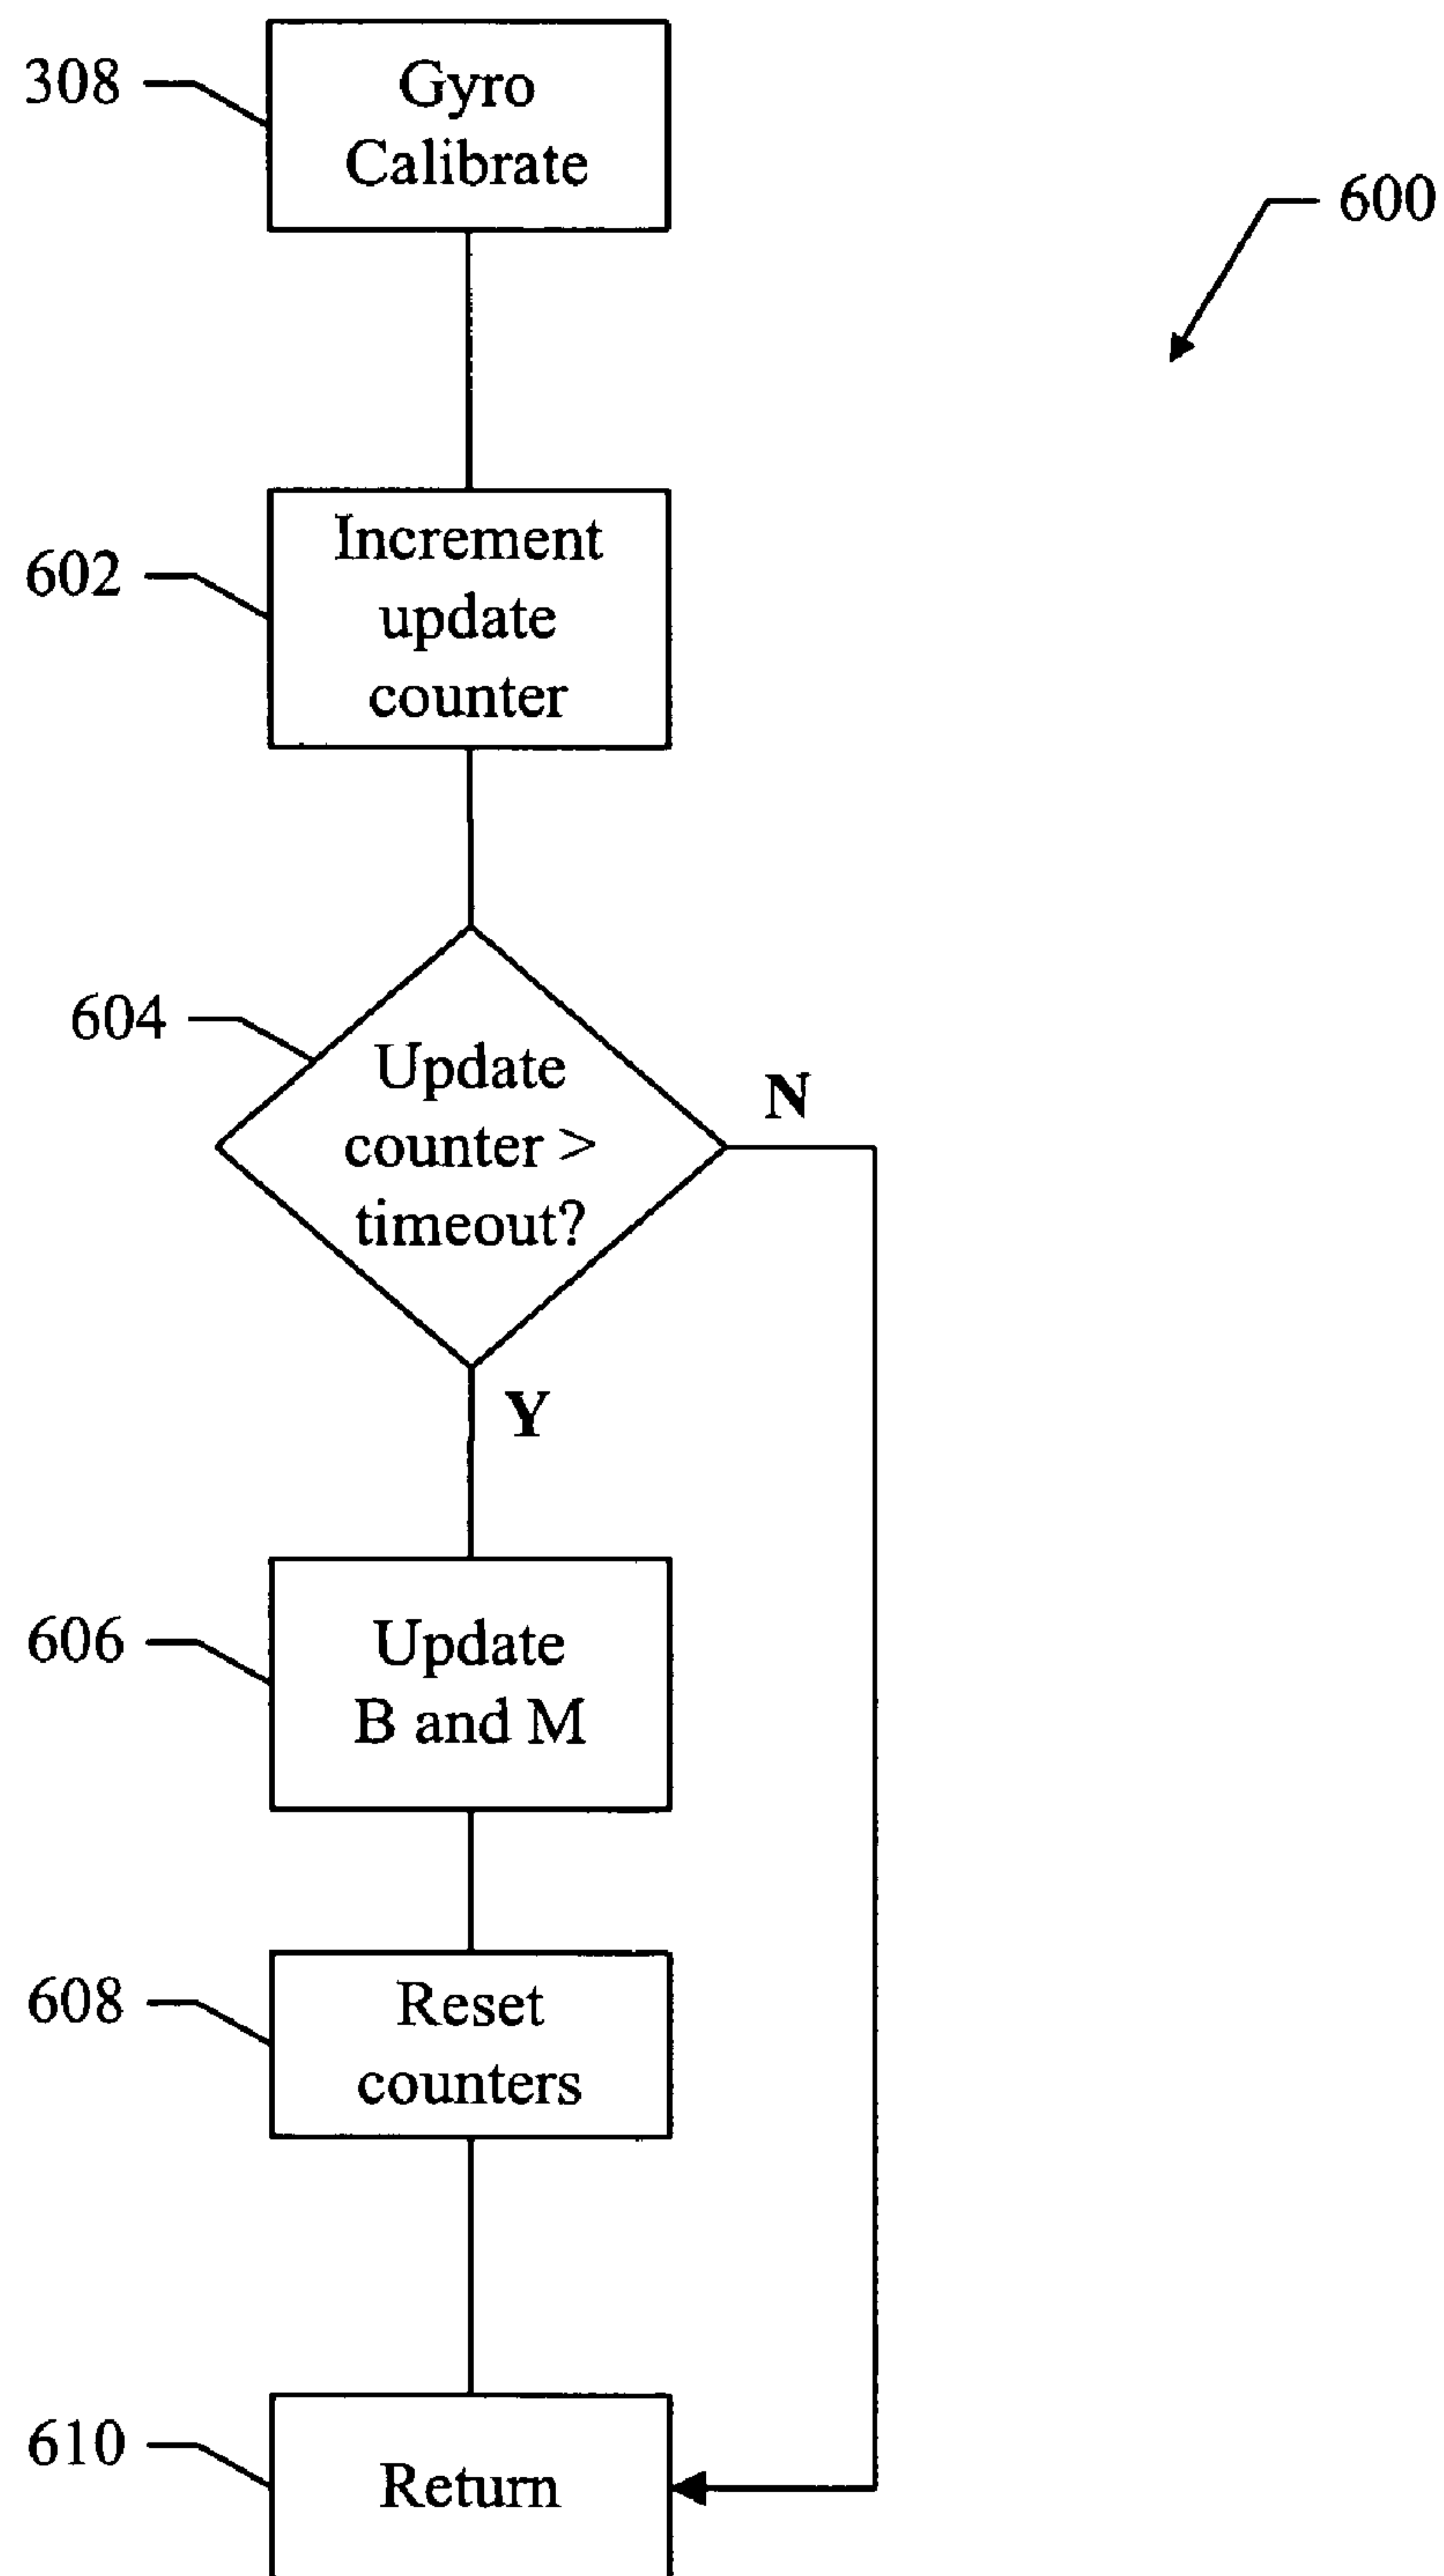 308
Gyro
Calibrate
600
602
Increment
update
counter
604
Update
counter >
timeout?
N
Y
606
Update
B and M
608
Reset
counters
610
Return